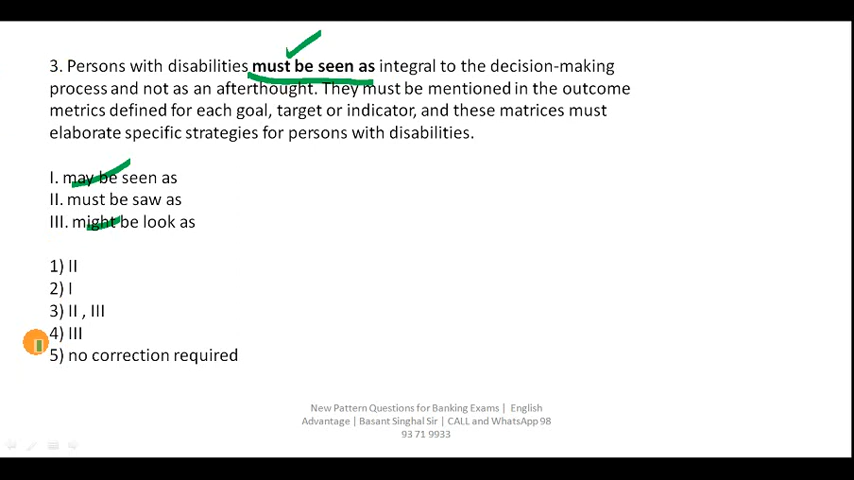 3. Persons with disabilities must be seen as integral to the decision-making
process and not as an afterthought. They must be mentioned in the outcome
metrics defined for each goal, target or indicator, and these matrices must
elaborate specific strategies for persons with disabilities.
I. may be seen as
II. must be saw as
III. might be look as
1) II
2) I
3) II , III
4) III
5) no correction required
New Pattern Questions for Banking Exams | English
Advantage | Basant Singhal Sir | CALL and WhatsApp 98
93 71 9933